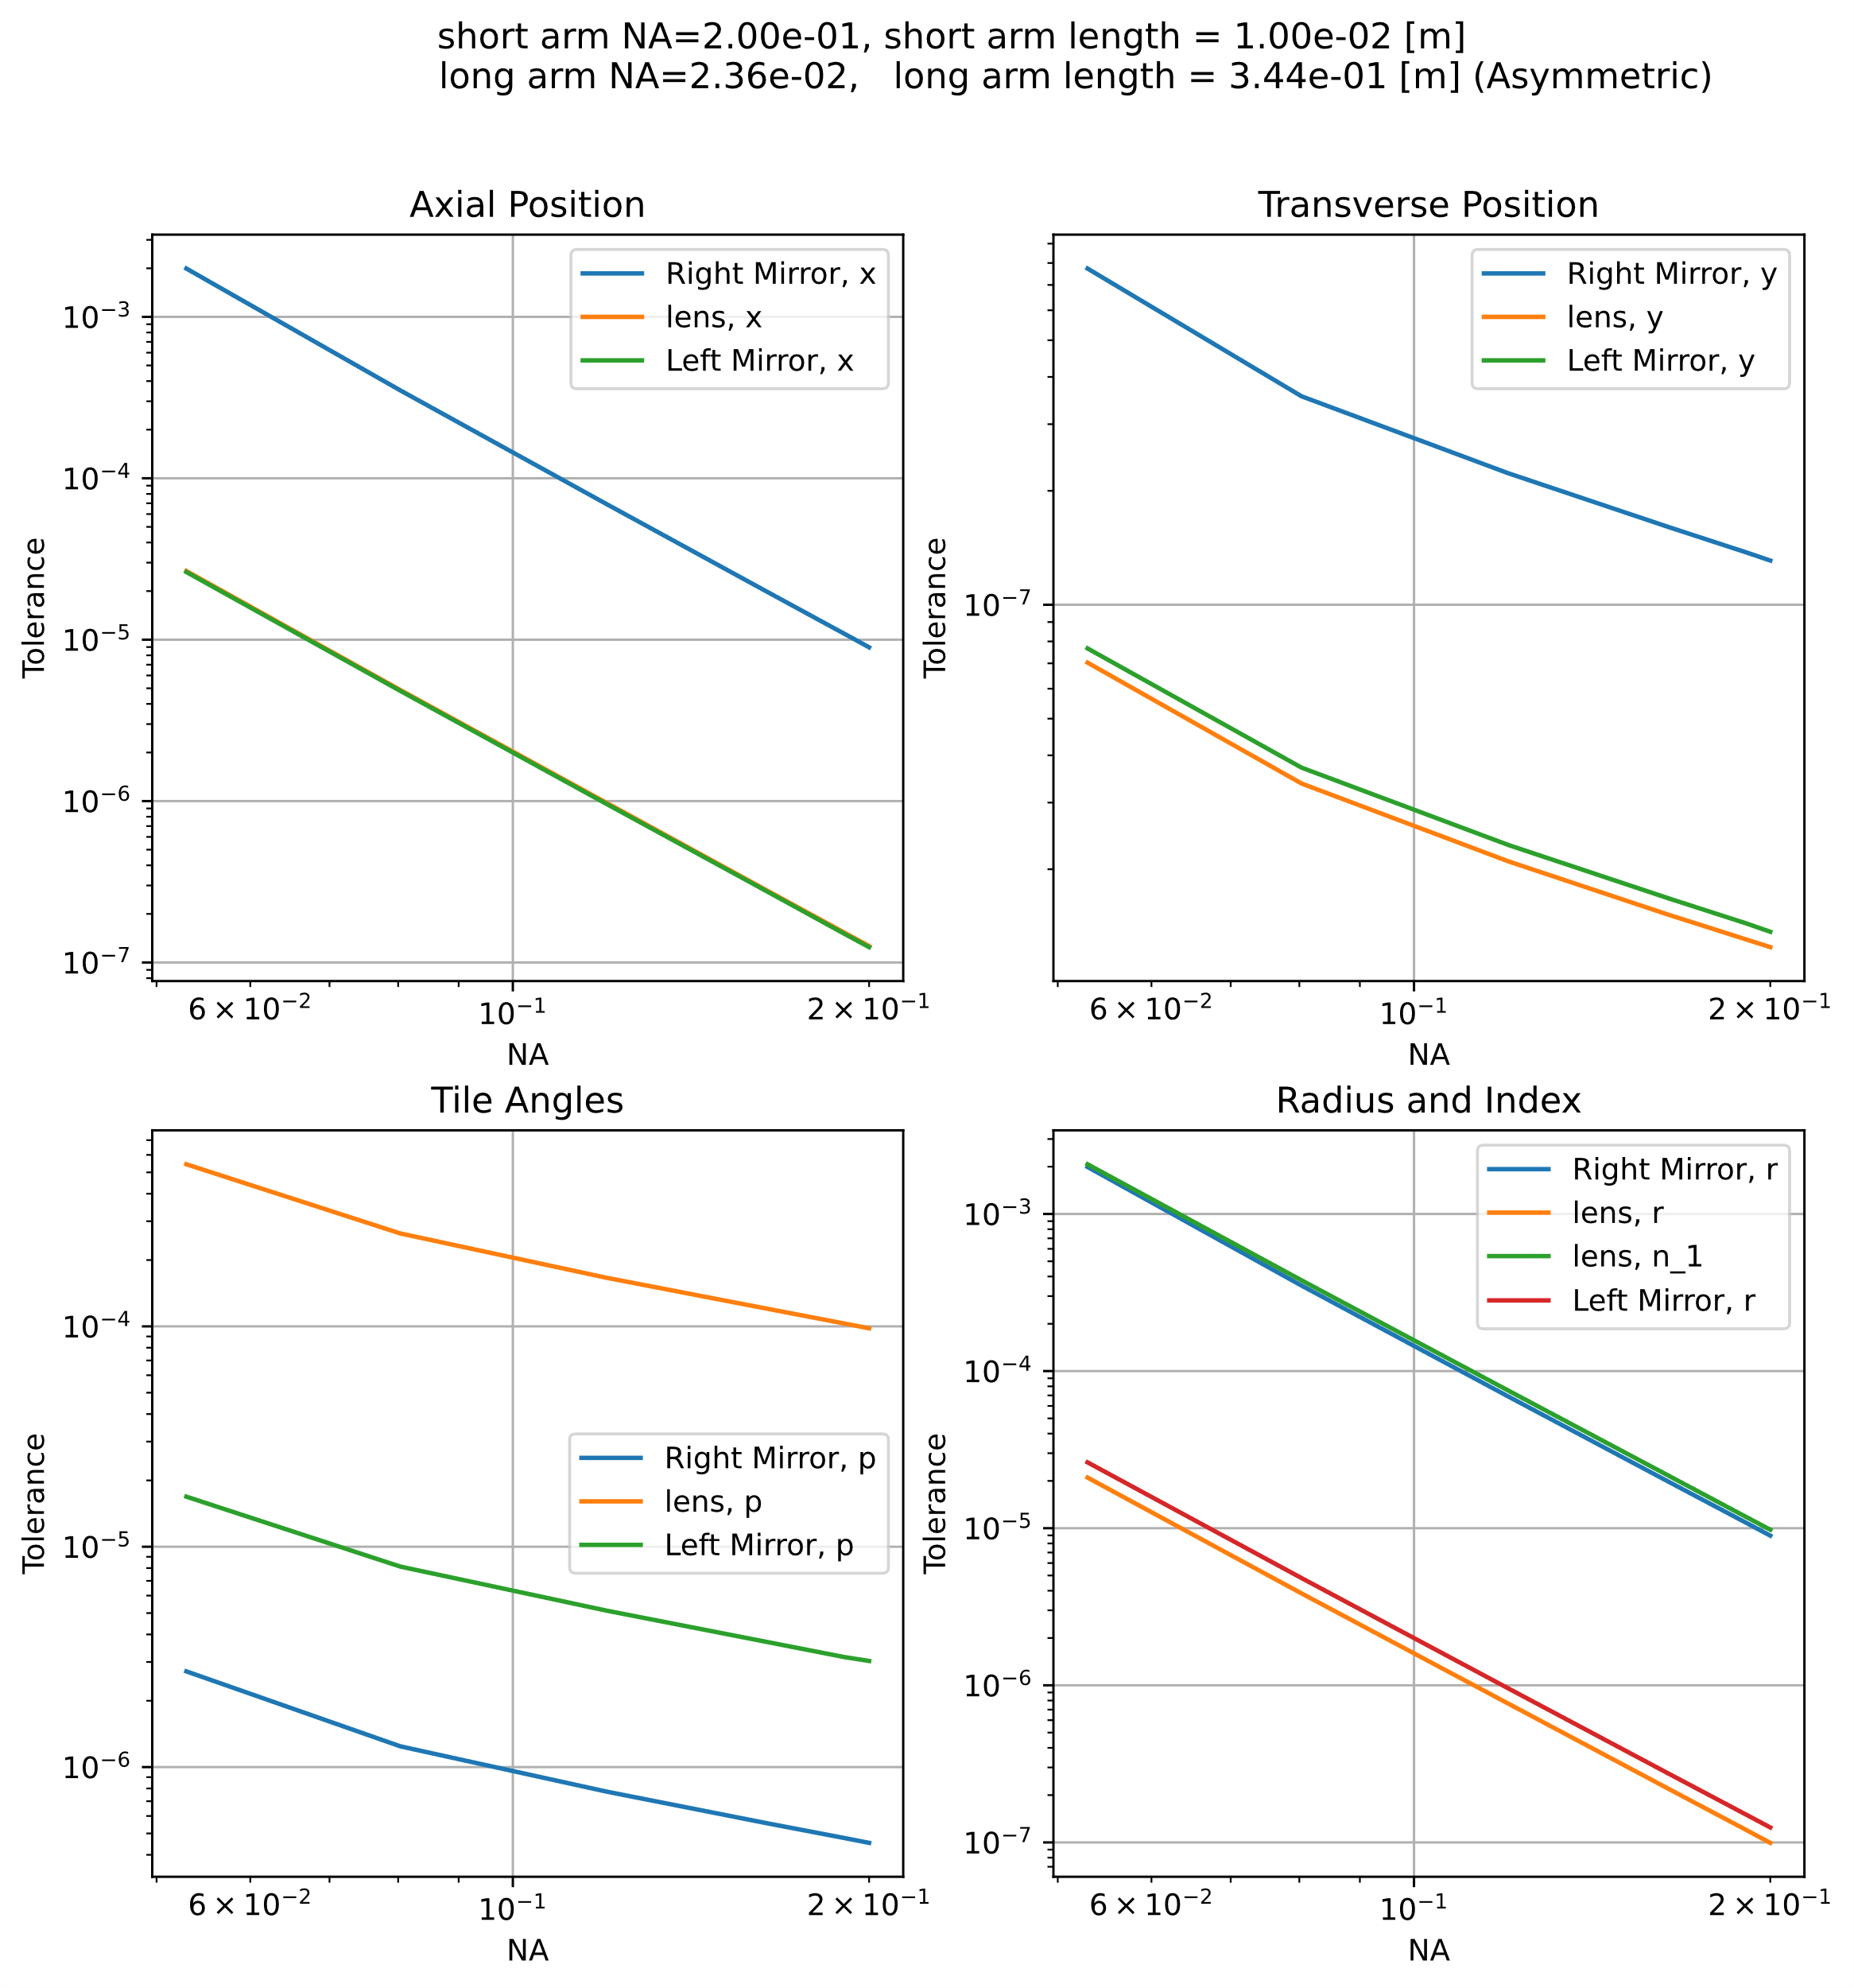 short arm NA=2.00e-01, short arm length = 1.00e-02 [m]
long arm NA=2.36e-02,   long arm length = 3.44e-01 [m] (Asymmetric)
Axial Position
Right Mirror, x
lens, x
Left Mirror, x
Tolerance
10⁻³
10⁻⁴
10⁻⁵
10⁻⁶
10⁻⁷
6 × 10⁻²
10⁻¹
2 × 10⁻¹
NA
Transverse Position
Right Mirror, y
lens, y
Left Mirror, y
Tolerance
10⁻⁷
6 × 10⁻²
10⁻¹
2 × 10⁻¹
NA
Tile Angles
Right Mirror, p
lens, p
Left Mirror, p
Tolerance
10⁻⁴
10⁻⁵
10⁻⁶
6 × 10⁻²
10⁻¹
2 × 10⁻¹
NA
Radius and Index
Right Mirror, r
lens, r
lens, n_1
Left Mirror, r
Tolerance
10⁻³
10⁻⁴
10⁻⁵
10⁻⁶
10⁻⁷
6 × 10⁻²
10⁻¹
2 × 10⁻¹
NA